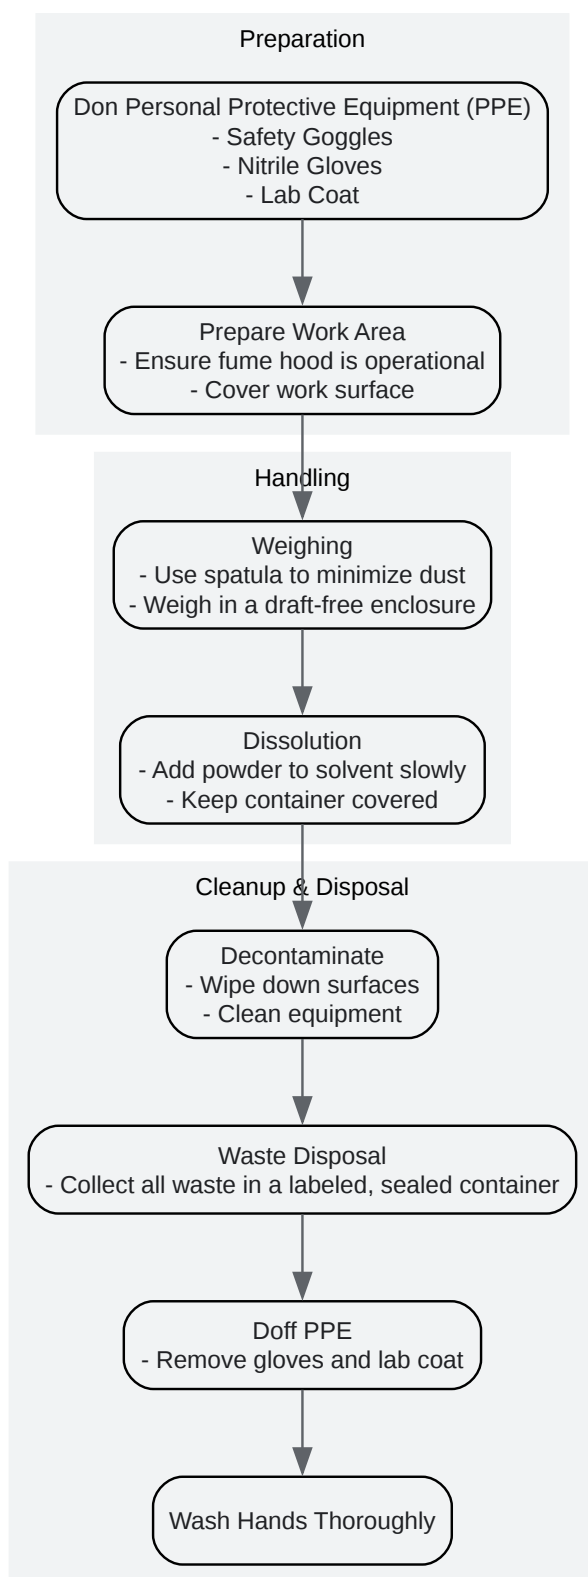 Preparation
Don Personal Protective Equipment (PPE)
- Safety Goggles
- Nitrile Gloves
- Lab Coat
Prepare Work Area
- Ensure fume hood is operational
- Cover work surface
Handling
Weighing
- Use spatula to minimize dust
- Weigh in a draft-free enclosure
Dissolution
- Add powder to solvent slowly
- Keep container covered
Cleanup & Disposal
Decontaminate
- Wipe down surfaces
- Clean equipment
Waste Disposal
- Collect all waste in a labeled, sealed container
Doff PPE
- Remove gloves and lab coat
Wash Hands Thoroughly